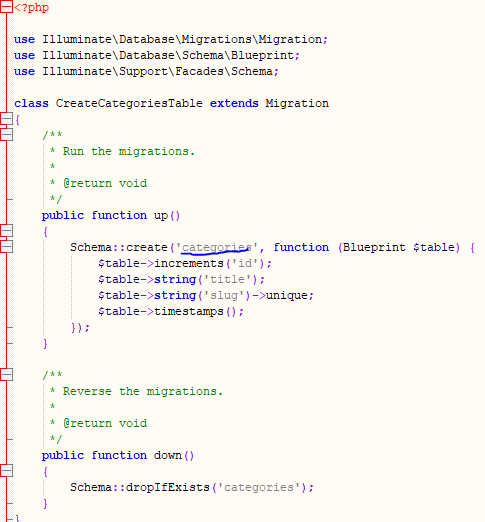 <?php
use Illuminate\Database\Migrations\Migration;
use Illuminate\Database\Schema\Blueprint;
use Illuminate\Support\Facades\Schema;
class CreateCategoriesTable extends Migration
{
/**
* Run the migrations.
*
* @return void
*/
public function up()
{
Schema::create('categories', function (Blueprint $table) {
$table->increments('id');
$table->string('title');
$table->string('slug')->unique;
$table->timestamps();
});
}
/**
* Reverse the migrations.
*
* @return void
*/
public function down()
{
Schema::dropIfExists('categories');
}
}